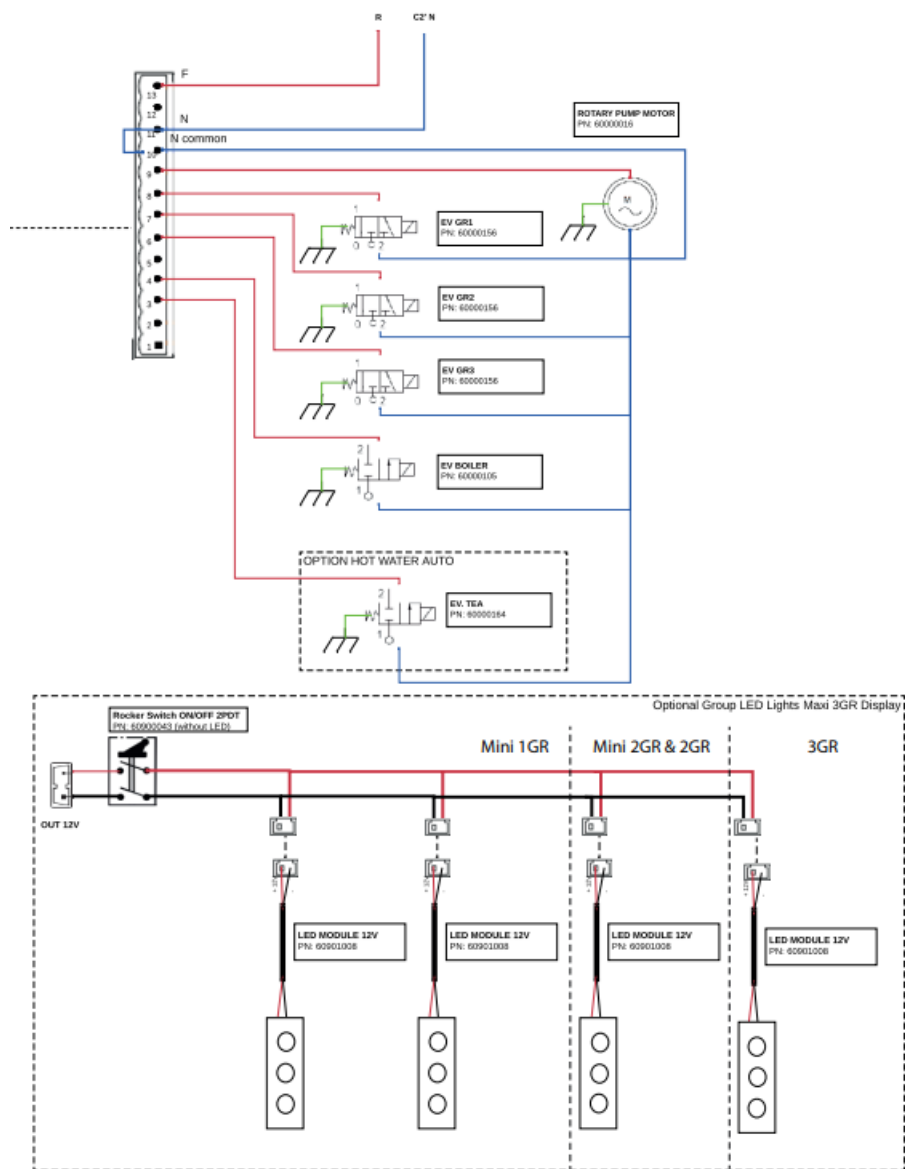 R
C2' N
F
13
12
N
11
N common
10
9
8
7
6
5
4
3
2
1
ROTARY PUMP MOTOR
PN: 60000016
M
1
0 C 2
EV GR1
PN: 60000156
1
0 C 2
EV GR2
PN: 60000156
1
0 C 2
EV GR3
PN: 60000156
2
1
EV BOILER
PN: 60000105
OPTION HOT WATER AUTO
2
1
EV. TEA
PN: 60000164
Optional Group LED Lights Maxi 3GR Display
Rocker Switch ON/OFF 2PDT
PN: 60900043 (without LED)
Mini 1GR
Mini 2GR & 2GR
3GR
OUT 12V
+ 12V
-
+ 12V
-
+ 12V
-
+ 12V
-
LED MODULE 12V
PN: 60901008
LED MODULE 12V
PN: 60901008
LED MODULE 12V
PN: 60901008
LED MODULE 12V
PN: 60901008